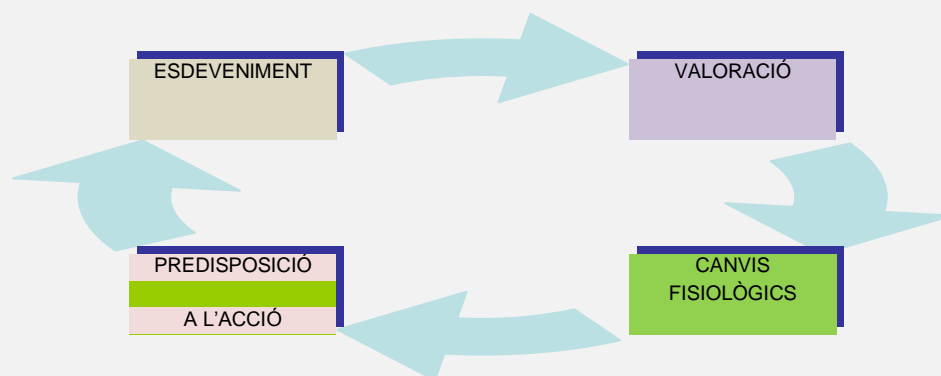 ESDEVENIMENT
VALORACIÓ
PREDISPOSICIÓ
A L'ACCIÓ
CANVIS
FISIOLÒGICS